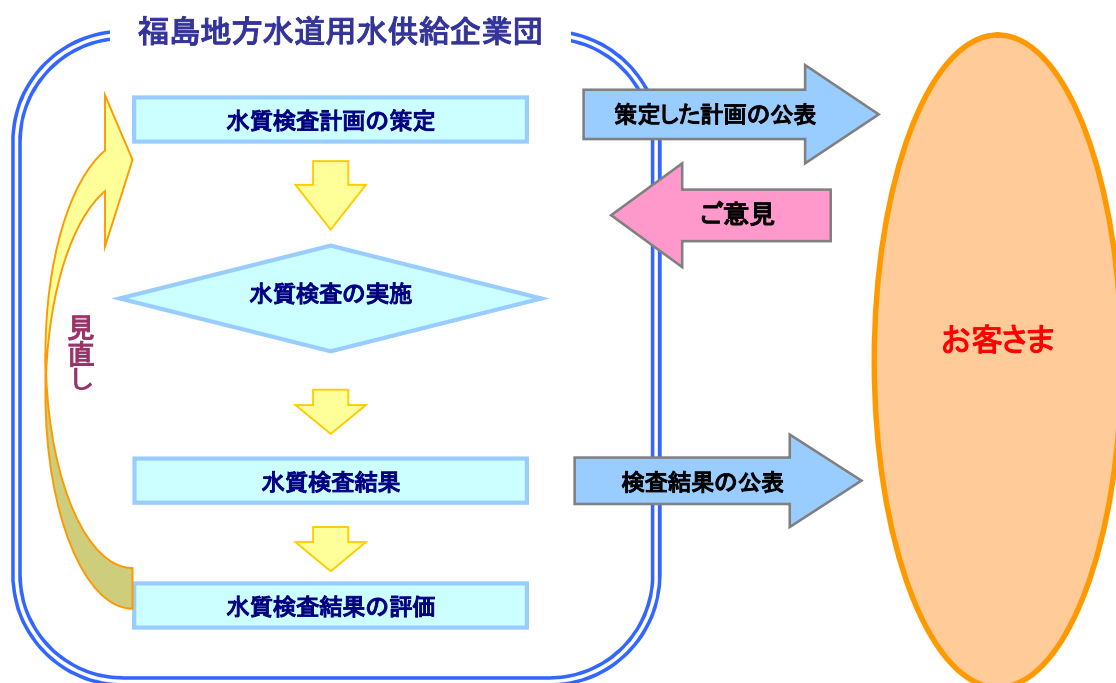 福島地方水道用水供給企業団
水質検査計画の策定
策定した計画の公表
ご意見
水質検査の実施
見直し
お客さま
水質検査結果
検査結果の公表
水質検査結果の評価